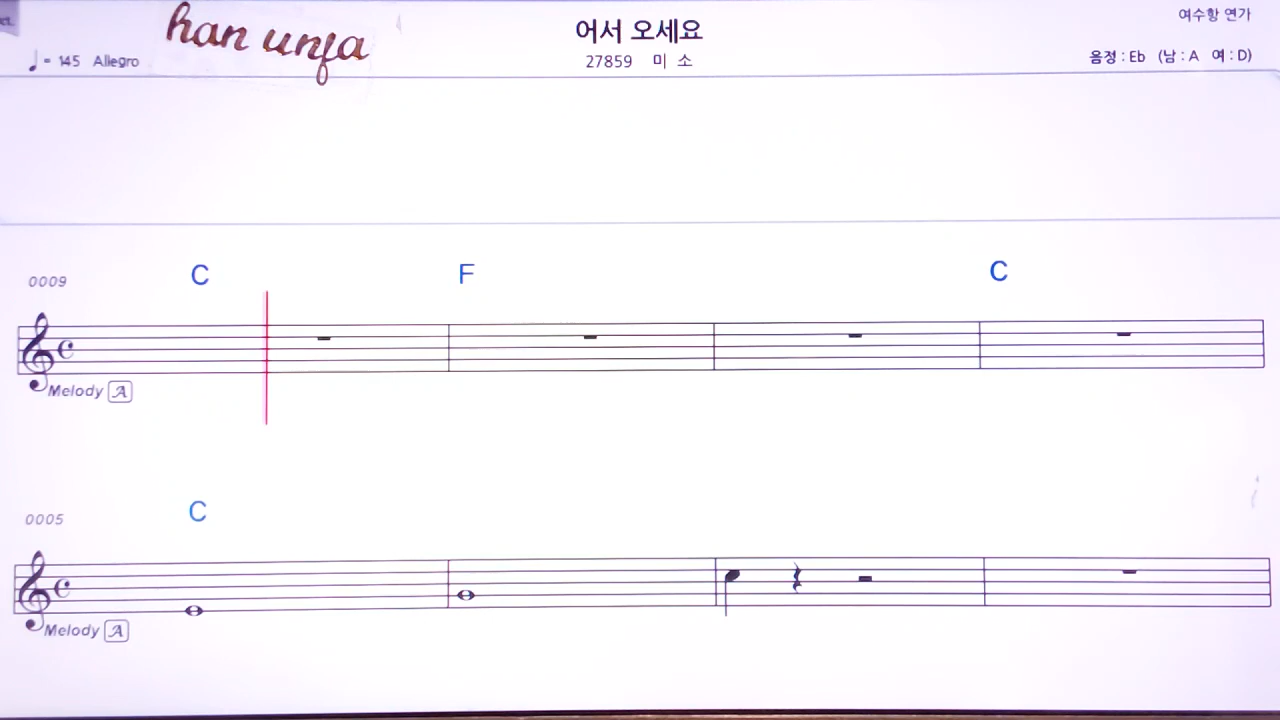 han unfa
어서 오세요
여수항 연가
♩= 145 Allegro
27859 미 소
음정 : Eb (남 : A 여 : D)
0009 C F C
Melody A
0005 C
Melody A